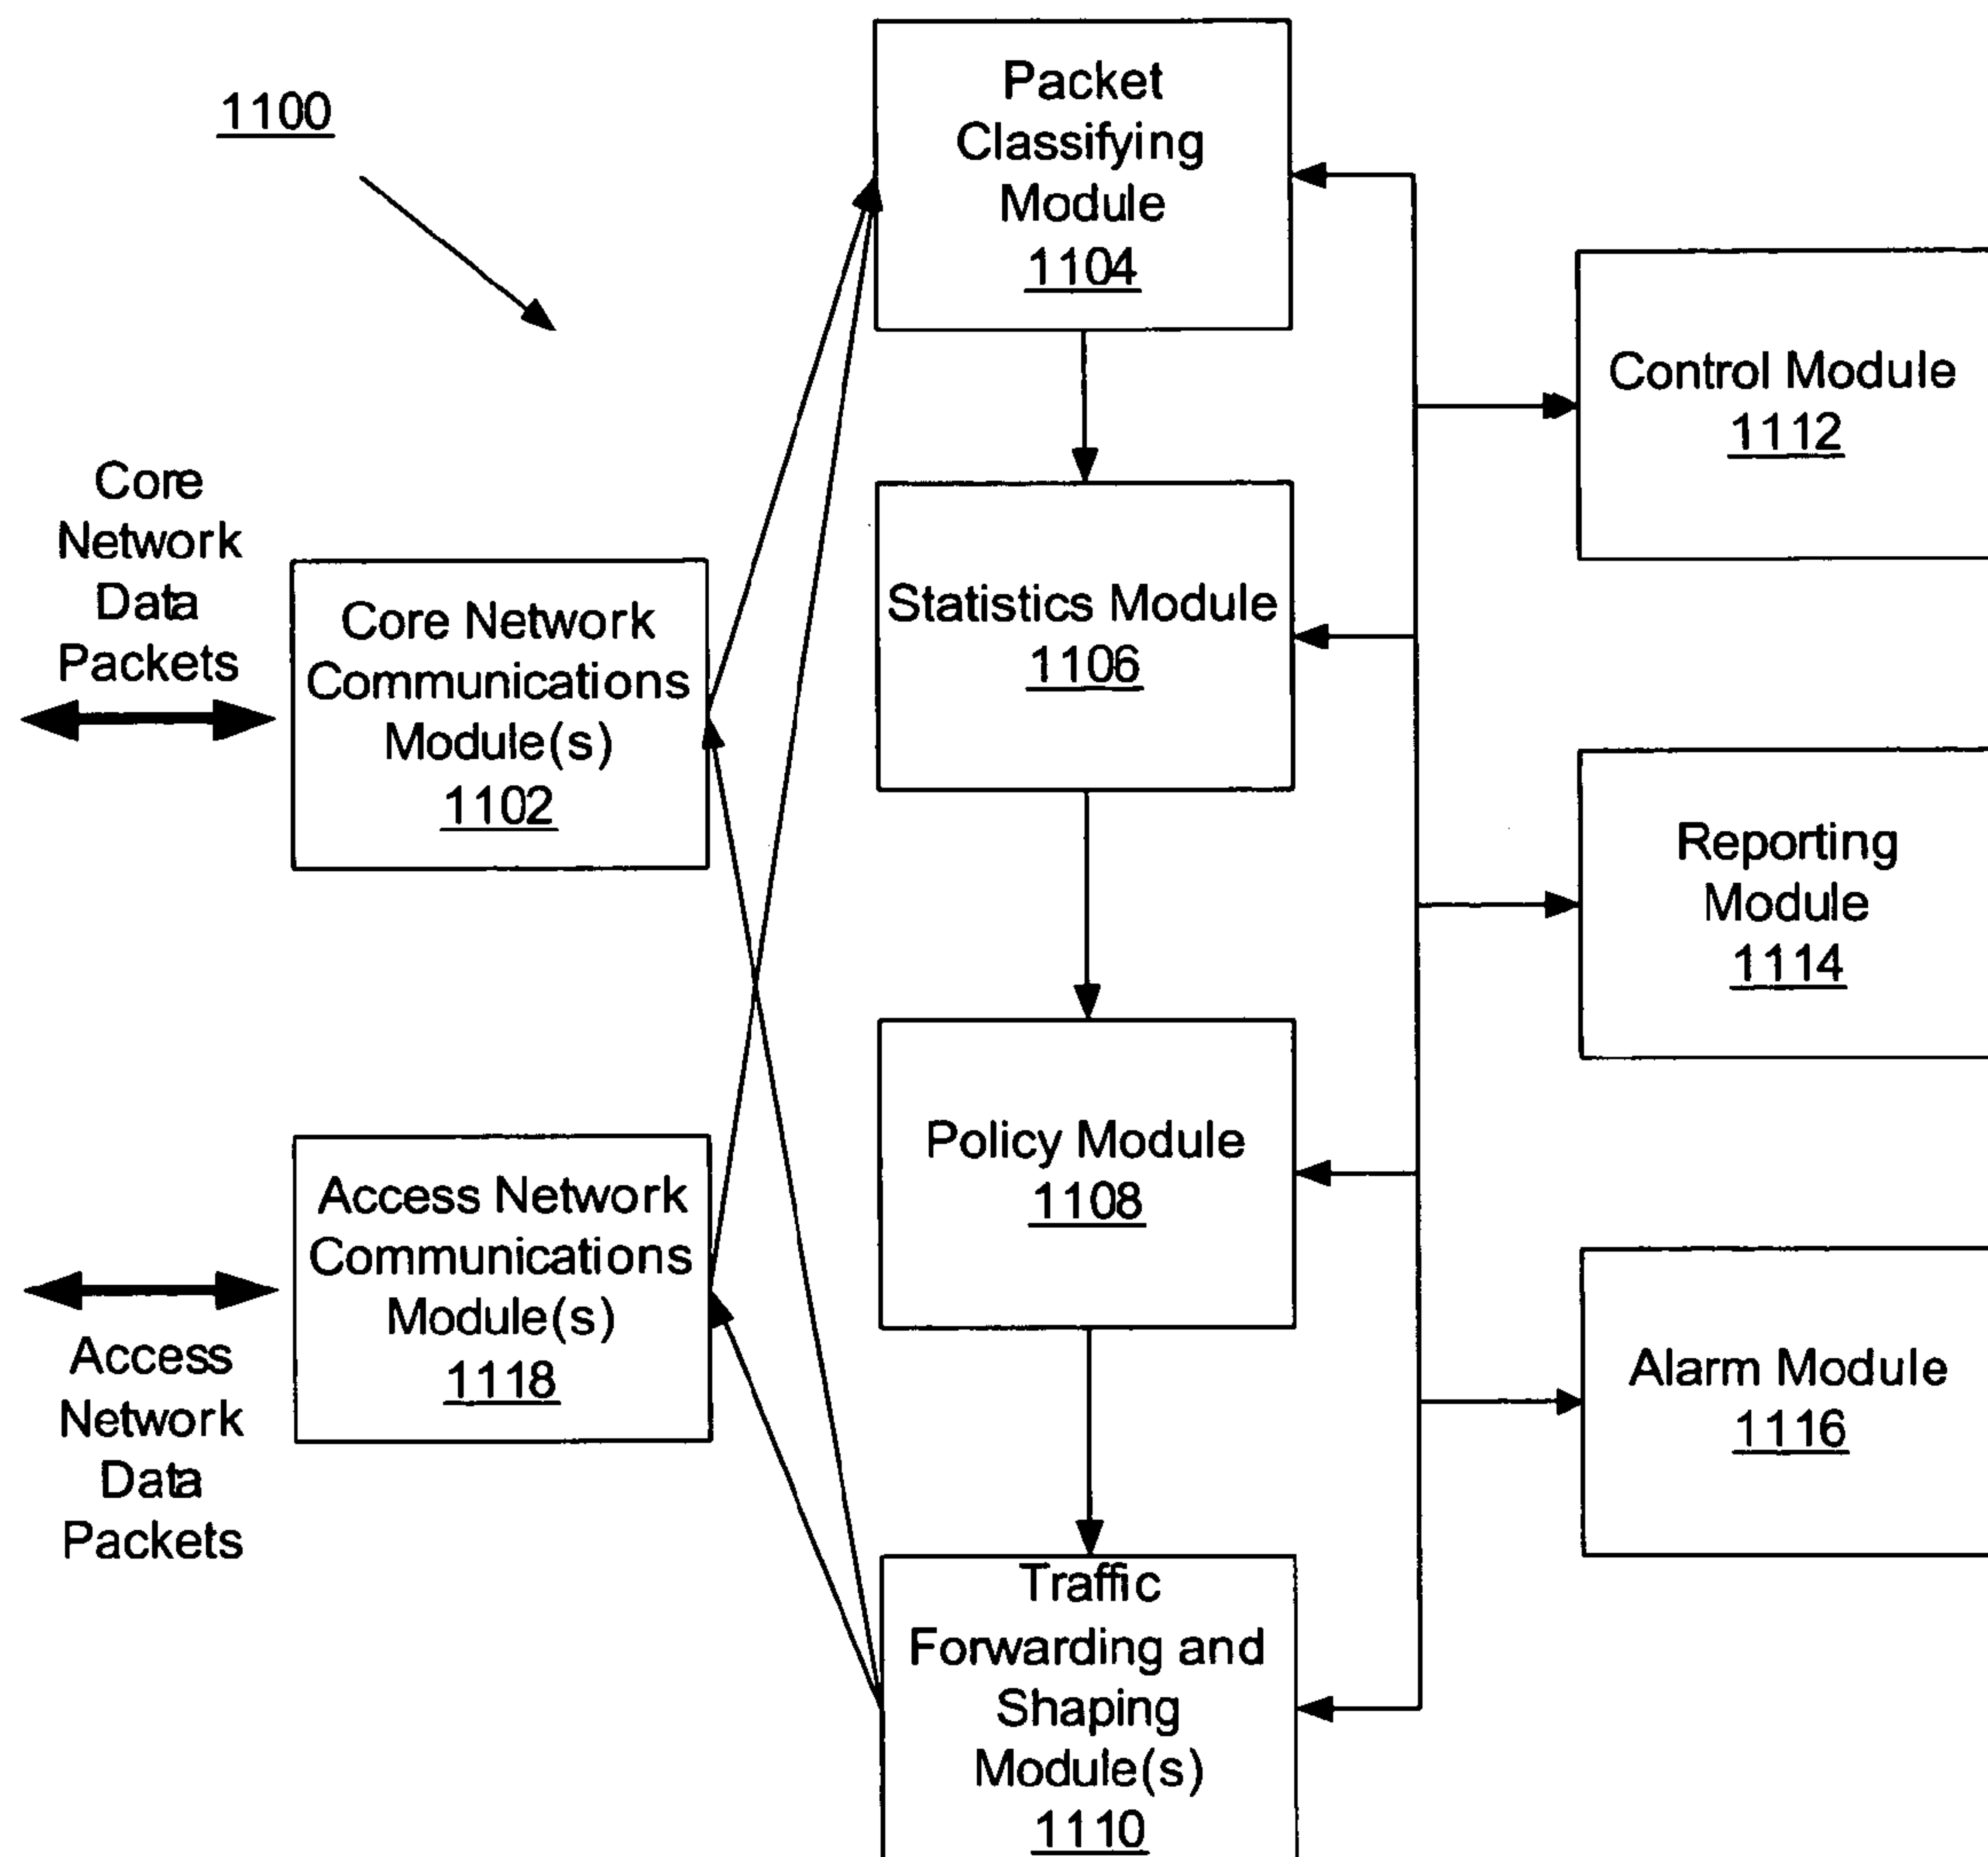 1100
Packet
Classifying
Module
1104
Control Module
1112
Core
Network
Data
Packets
Core Network
Communications
Module(s)
1102
Statistics Module
1106
Reporting
Module
1114
Policy Module
1108
Access Network
Communications
Module(s)
1118
Access
Network
Data
Packets
Alarm Module
1116
Traffic
Forwarding and
Shaping
Module(s)
1110